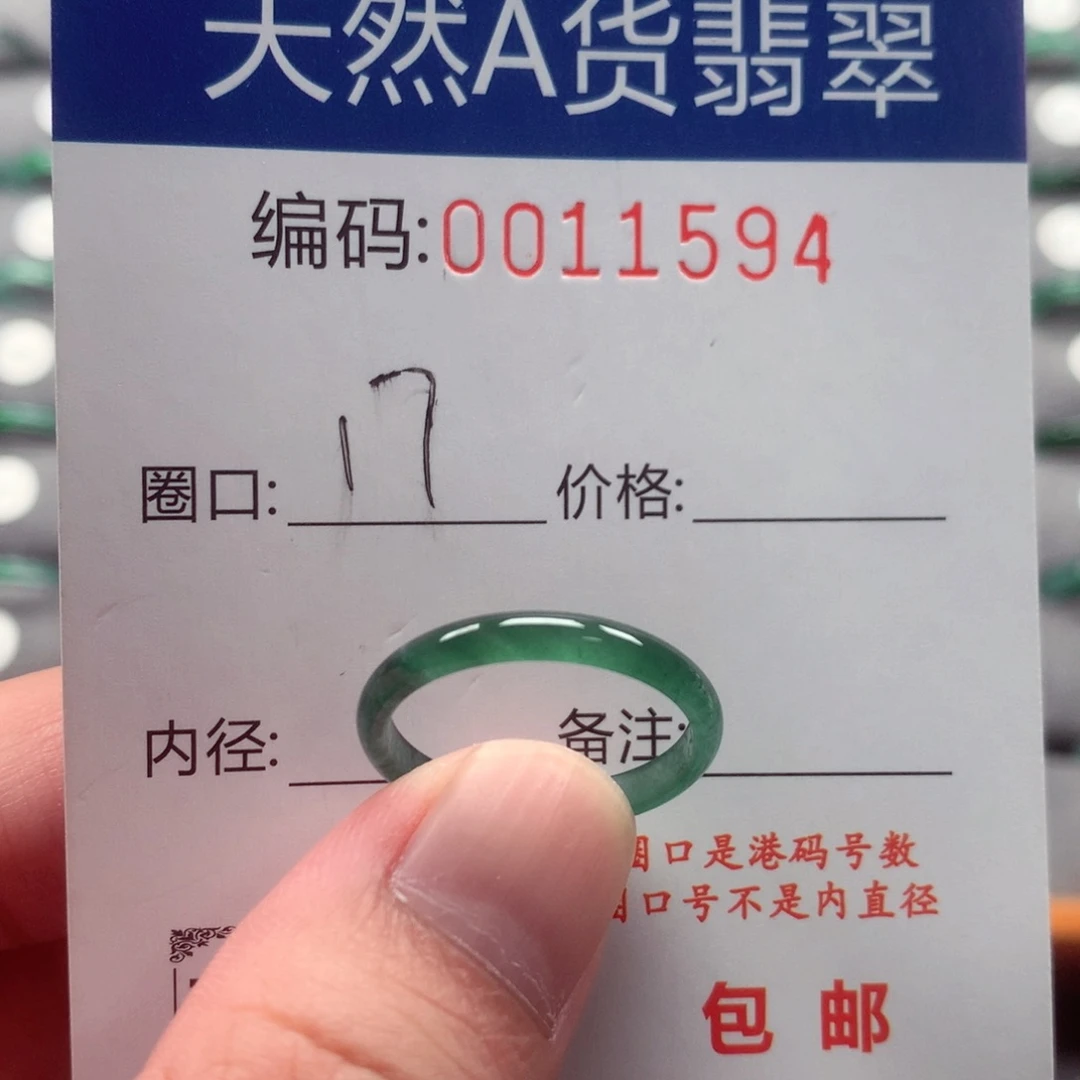 天然A货翡翠
编码:0011594
圈口: 17 价格:
内径: 备注:
圈口是港码号数
口号不是内直径
包邮